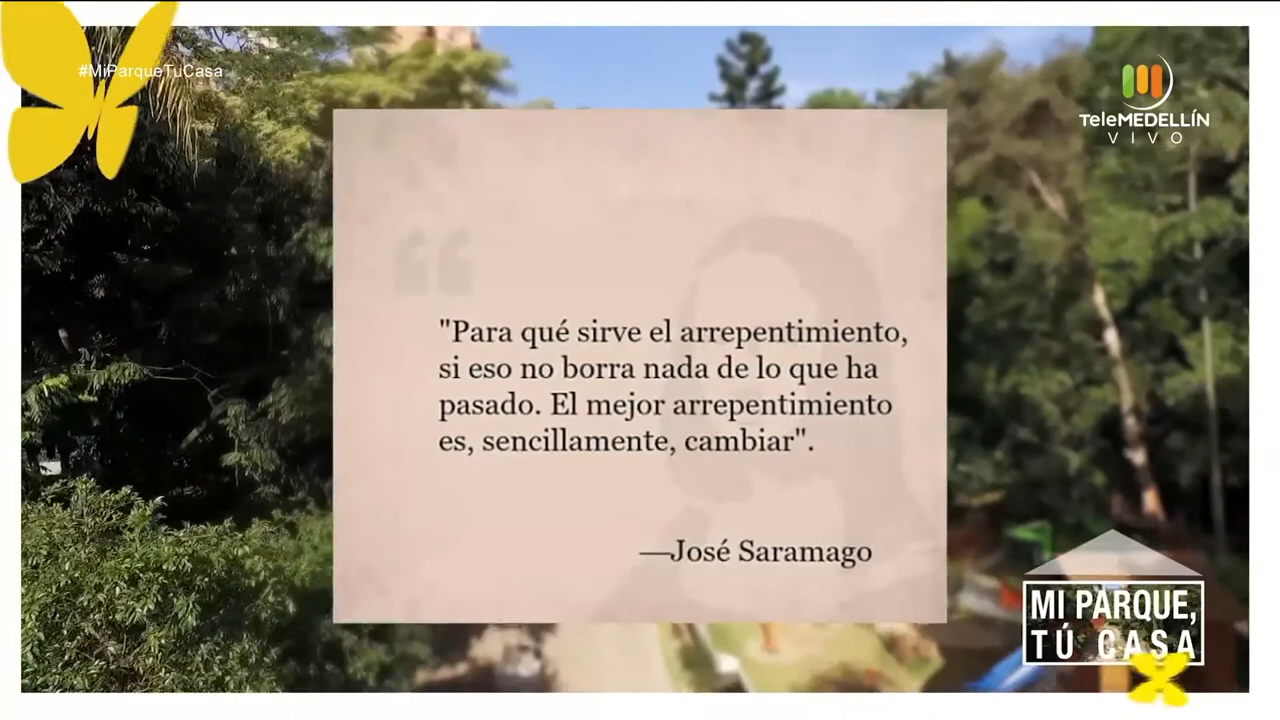 #MiParqueTuCasa
TeleMEDELLÍN
VIVO
"Para qué sirve el arrepentimiento,
si eso no borra nada de lo que ha
pasado. El mejor arrepentimiento
es, sencillamente, cambiar".
—José Saramago
MI PARQUE,
TÚ CASA